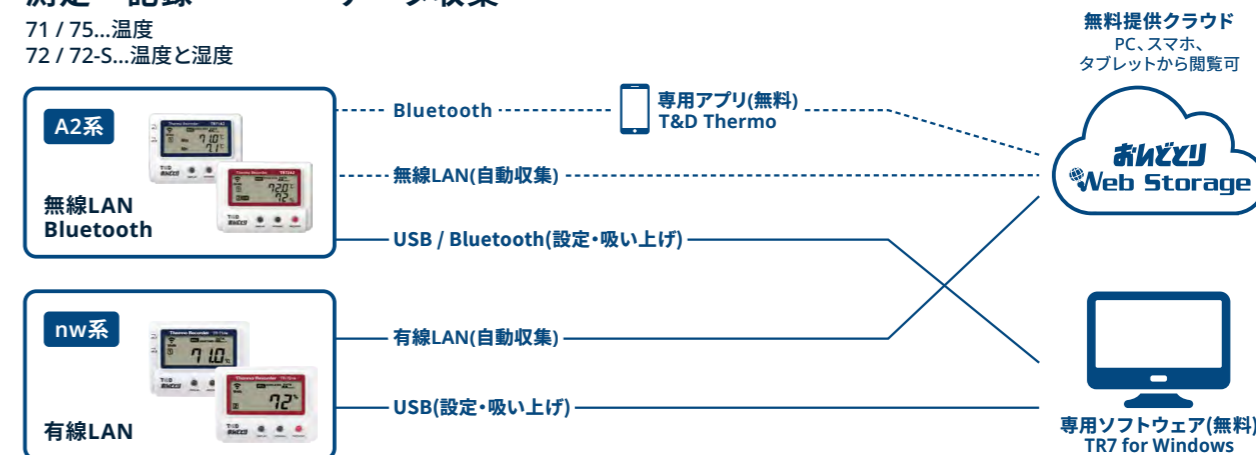 71 / 75...温度
72 / 72-S...温度と湿度
無料提供クラウド
PC、スマホ、
タブレットから閲覧可
A2系
無線LAN
Bluetooth
Bluetooth
専用アプリ(無料)
T&D Thermo
無線LAN(自動収集)
USB / Bluetooth(設定・吸い上げ)
おんどとり
Web Storage
nw系
有線LAN
有線LAN(自動収集)
USB(設定・吸い上げ)
専用ソフトウェア(無料)
TR7 for Windows